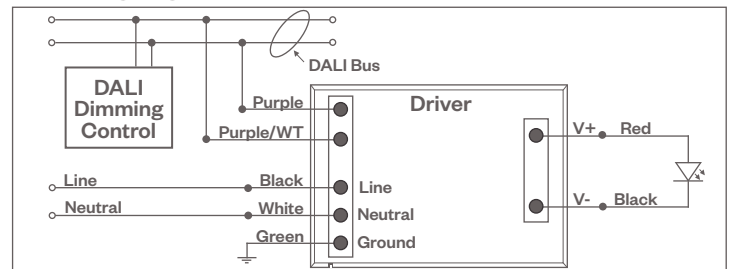 DALI Bus
DALI
Dimming
Control
Driver
Purple
Purple/WT
V+ Red
Line Black Line
Neutral White Neutral
V- Black
Green Ground